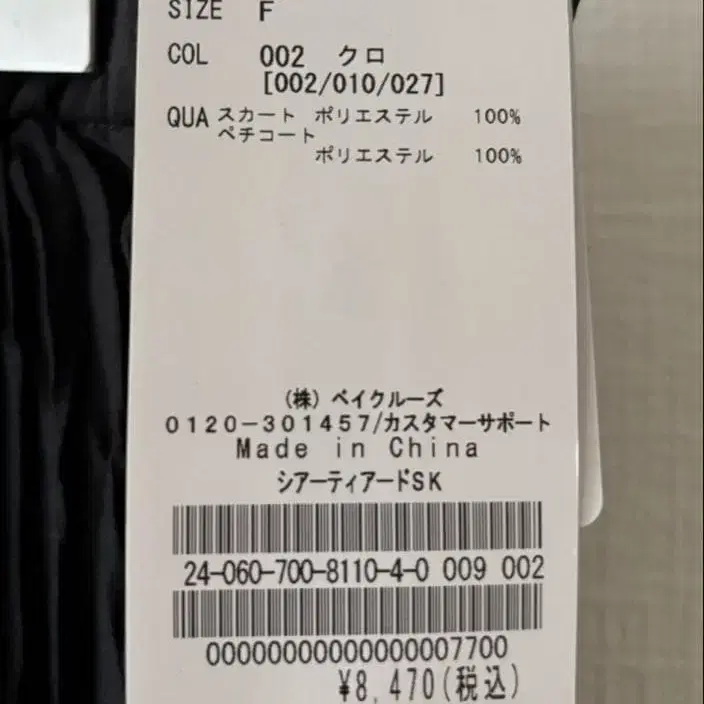 SIZE F
COL 002 クロ
[002/010/027]
QUA スカート ポリエステル 100%
ペチコート
ポリエステル 100%
(株)ベイクルーズ
0120-301457/カスタマーサポート
Made in China
シアーティアードSK
24-060-700-8110-4-0 009 002
00000000000000007700
¥8,470(税込)